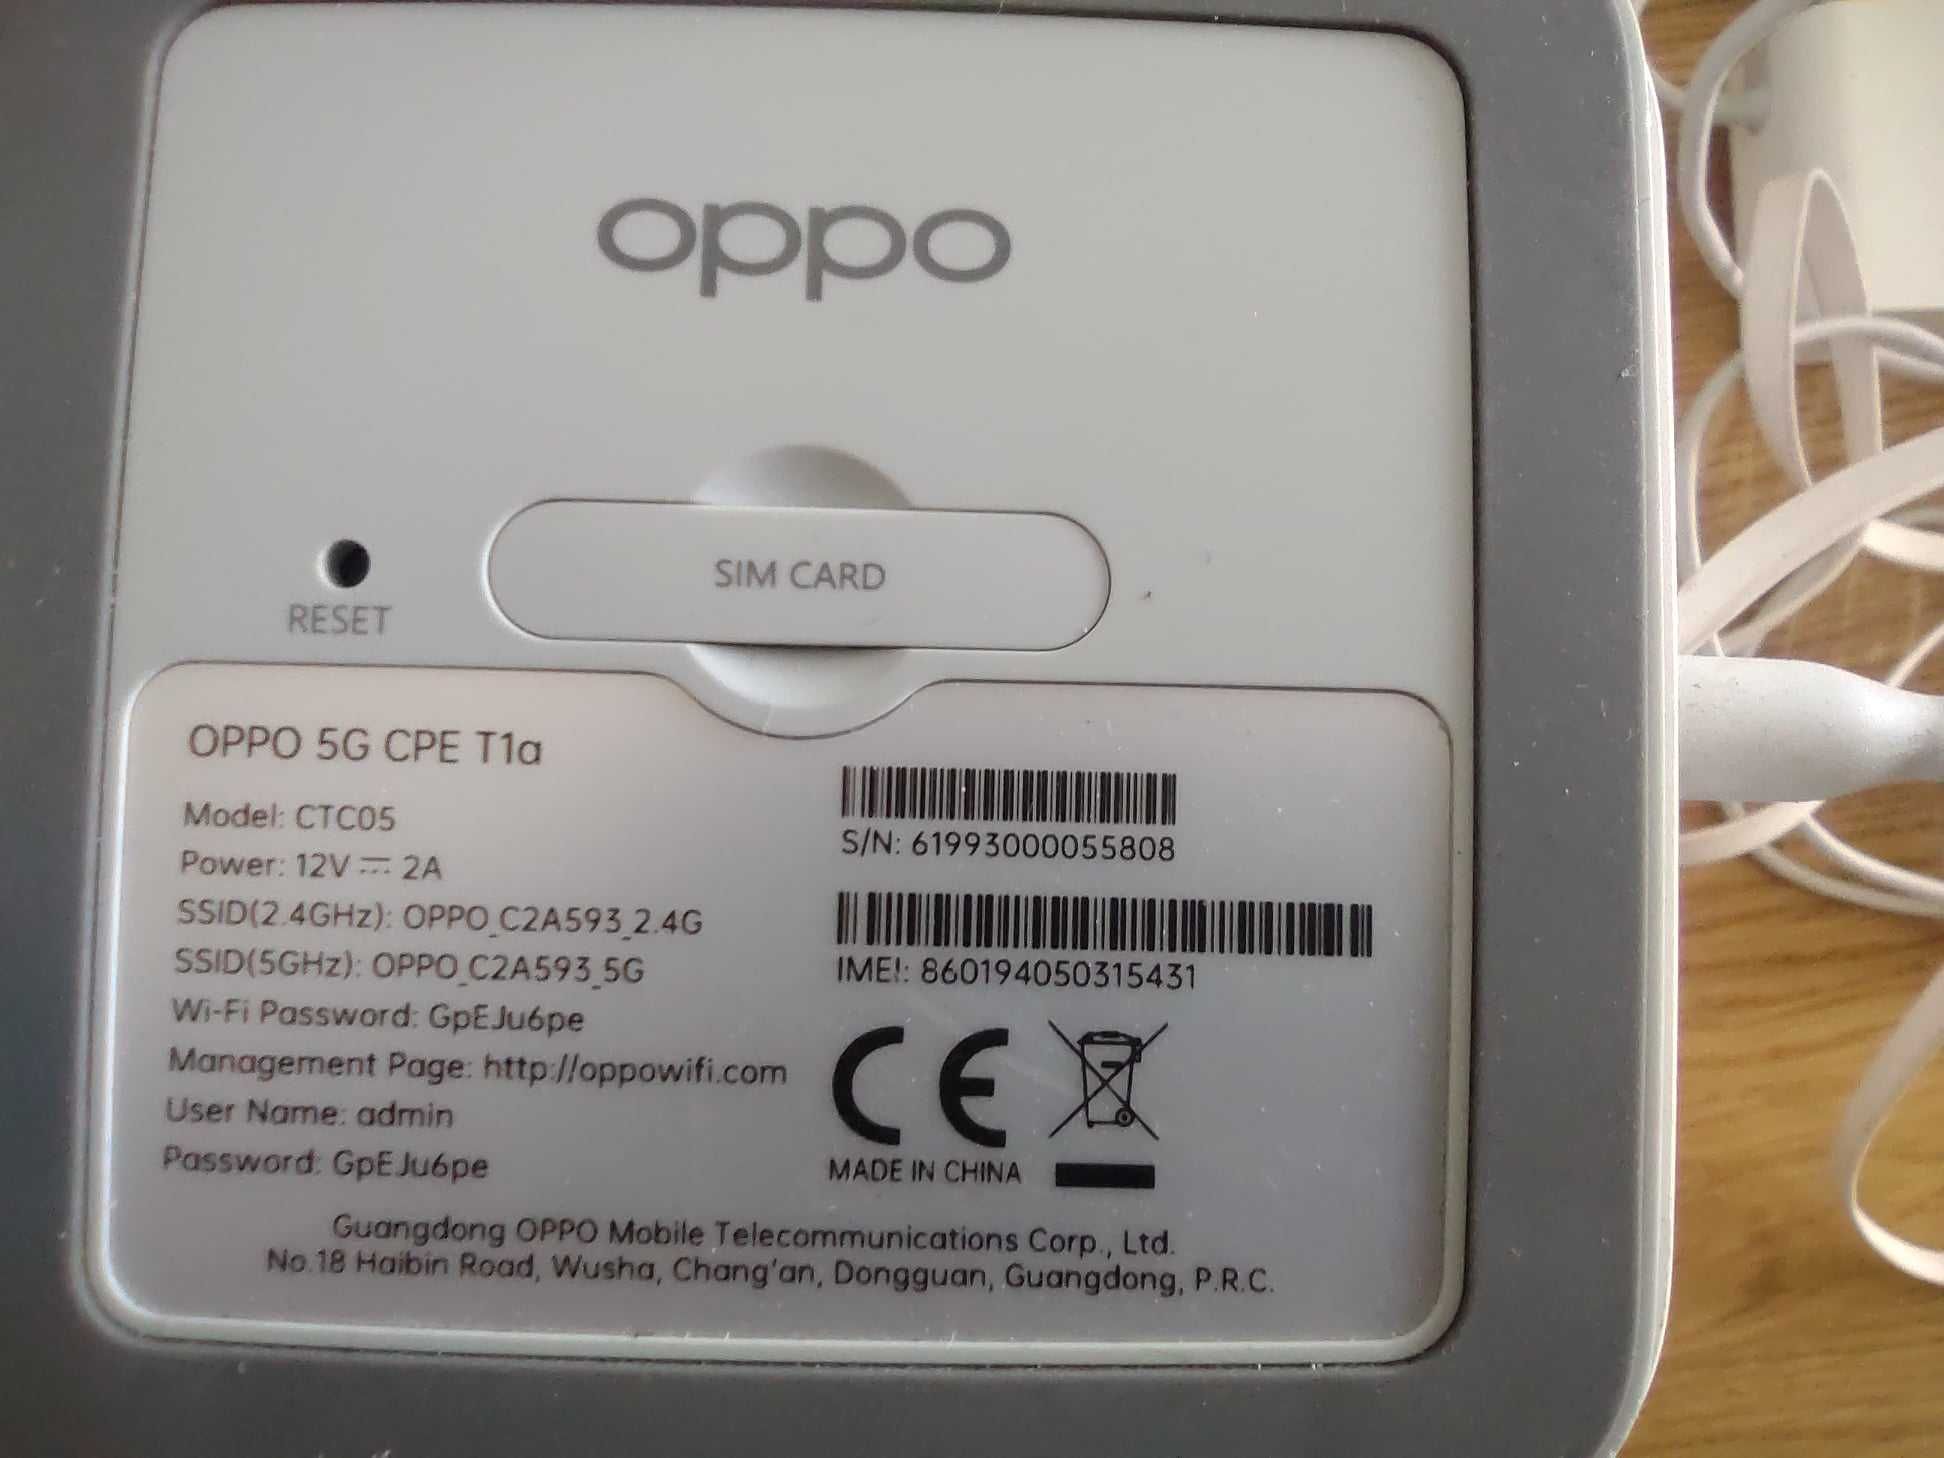 oppo
SIM CARD
RESET
OPPO 5G CPE T1a
Model: CTC05
Power: 12V ⎓ 2A
SSID(2.4GHz): OPPO_C2A593_2.4G
SSID(5GHz): OPPO_C2A593_5G
Wi-Fi Password: GpEJu6pe
Management Page: http://oppowifi.com
User Name: admin
Password: GpEJu6pe
S/N: 61993000055808
IMEI: 860194050315431
CE
MADE IN CHINA
Guangdong OPPO Mobile Telecommunications Corp., Ltd.
No.18 Haibin Road, Wusha, Chang'an, Dongguan, Guangdong, P.R.C.